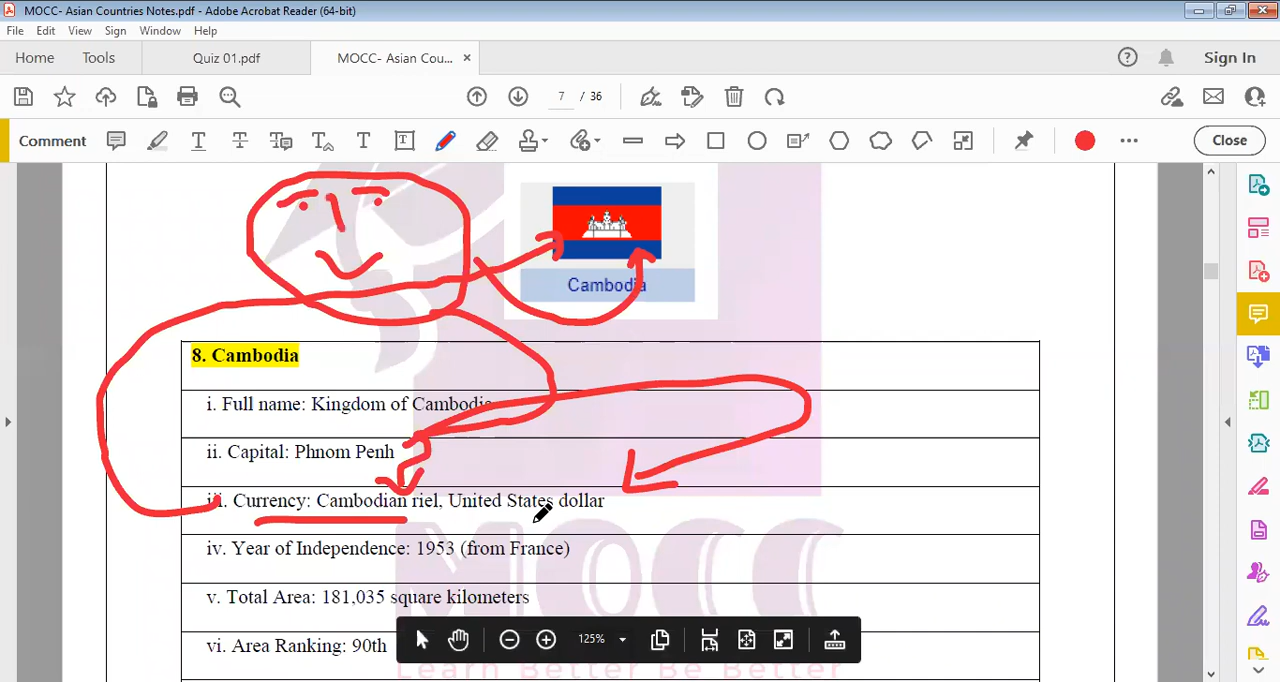 MOCC- Asian Countries Notes.pdf - Adobe Acrobat Reader (64-bit)
File Edit View Sign Window Help
Home Tools Quiz 01.pdf MOCC- Asian Cou... × Sign In
7 / 36
Comment Close
Cambodia
8. Cambodia
i. Full name: Kingdom of Cambodia
ii. Capital: Phnom Penh
iii. Currency: Cambodian riel, United States dollar
iv. Year of Independence: 1953 (from France)
MOCC
v. Total Area: 181,035 square kilometers
vi. Area Ranking: 90th
125%
Learn Better Be Better